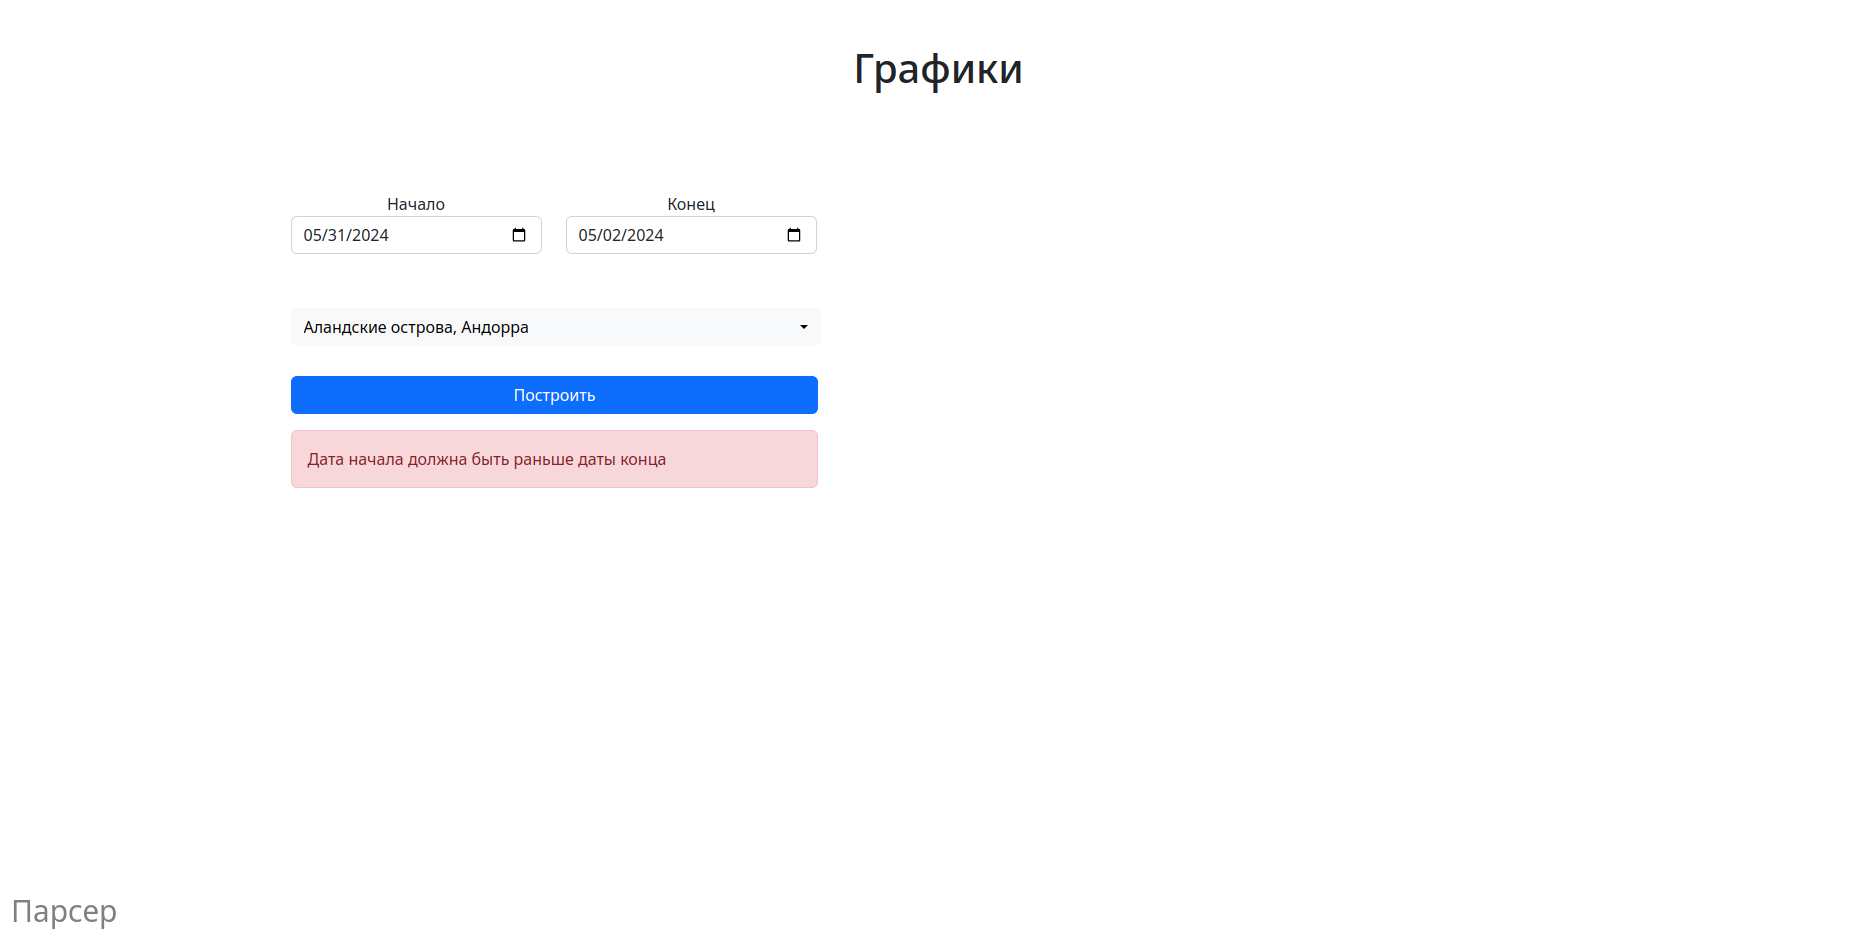 Графики
Начало Конец
05/31/2024 05/02/2024
Аландские острова, Андорра
Построить
Дата начала должна быть раньше даты конца
Парсер